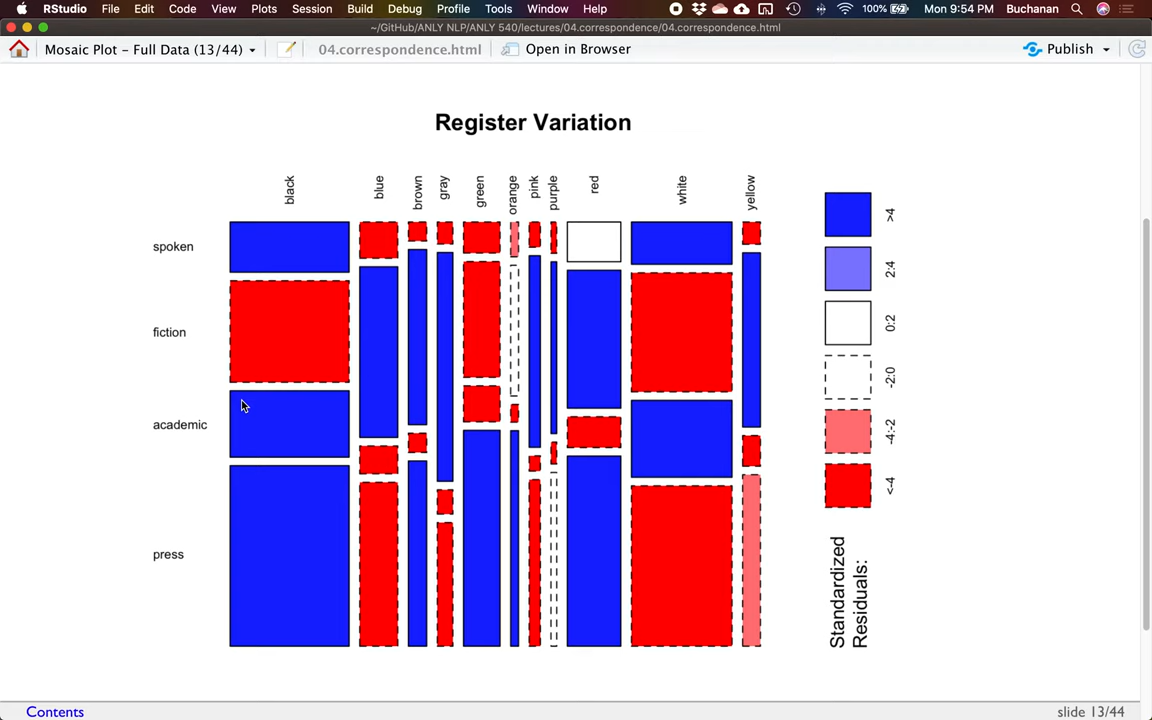 RStudio File Edit Code View Plots Session Build Debug Profile Tools Window Help 100% Mon 9:54 PM Buchanan
~/GitHub/ANLY NLP/ANLY 540/lectures/04.correspondence/04.correspondence.html
Mosaic Plot - Full Data (13/44) 04.correspondence.html Open in Browser Publish
Register Variation
black blue brown gray green orange pink purple red white yellow
spoken
fiction
academic
press
>4
2:4
0:2
-2:0
-4:-2
<-4
Standardized
Residuals:
Contents slide 13/44